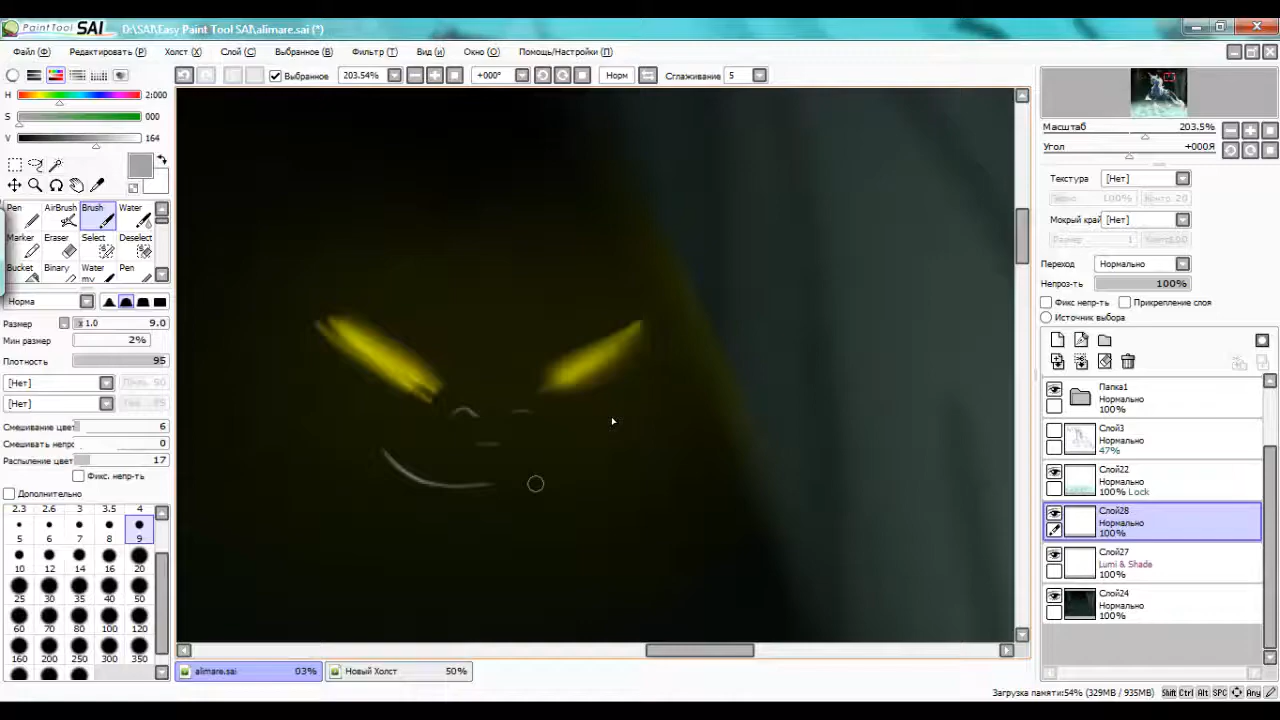 PaintTool SAI D:\SAI\Easy Paint Tool SAI\alimare.sai (*)
Файл (Ф) Редактировать (Р) Холст (Х) Слой (С) Выбранное (В) Фильтр (Т) Вид (и) Окно (О) Помощь/Настройки (П)
Выбранное 203.54% +000° Норм Сглаживание 5
H 2:000
S 000
V 164
Масштаб 203.5%
Угол +000Я
Текстура [Нет]
100% 20
Мокрый край [Нет]
Размер 1 100
Переход Нормально
Непроз-ть 100%
Фикс непр-ть Прикрепление слоя
Источник выбора
Pen AirBrush Brush Water
Marker Eraser Select Deselect
Bucket Binary Water my Pen
Норма
Размер x 1.0 9.0
Мин размер 2%
Плотность 95
[Нет]
[Нет]
Смешивание цвет 6
Смешивать непро 0
Распыление цвет 17
Фикс. непр-ть
Дополнительно
2.3 2.6 3 3.5 4
5 6 7 8 9
10 12 14 16 20
25 30 35 40 50
60 70 80 100 120
160 200 250 300 350
Папка1
Нормально
100%
Слой3
Нормально
47%
Слой22
Нормально
100% Lock
Слой28
Нормально
100%
Слой27
Lumi & Shade
100%
Слой24
Нормально
100%
alimare.sai 03% Новый Холст 50%
Загрузка памяти:54% (329MB / 935MB) Shift Ctrl Alt SPC Any